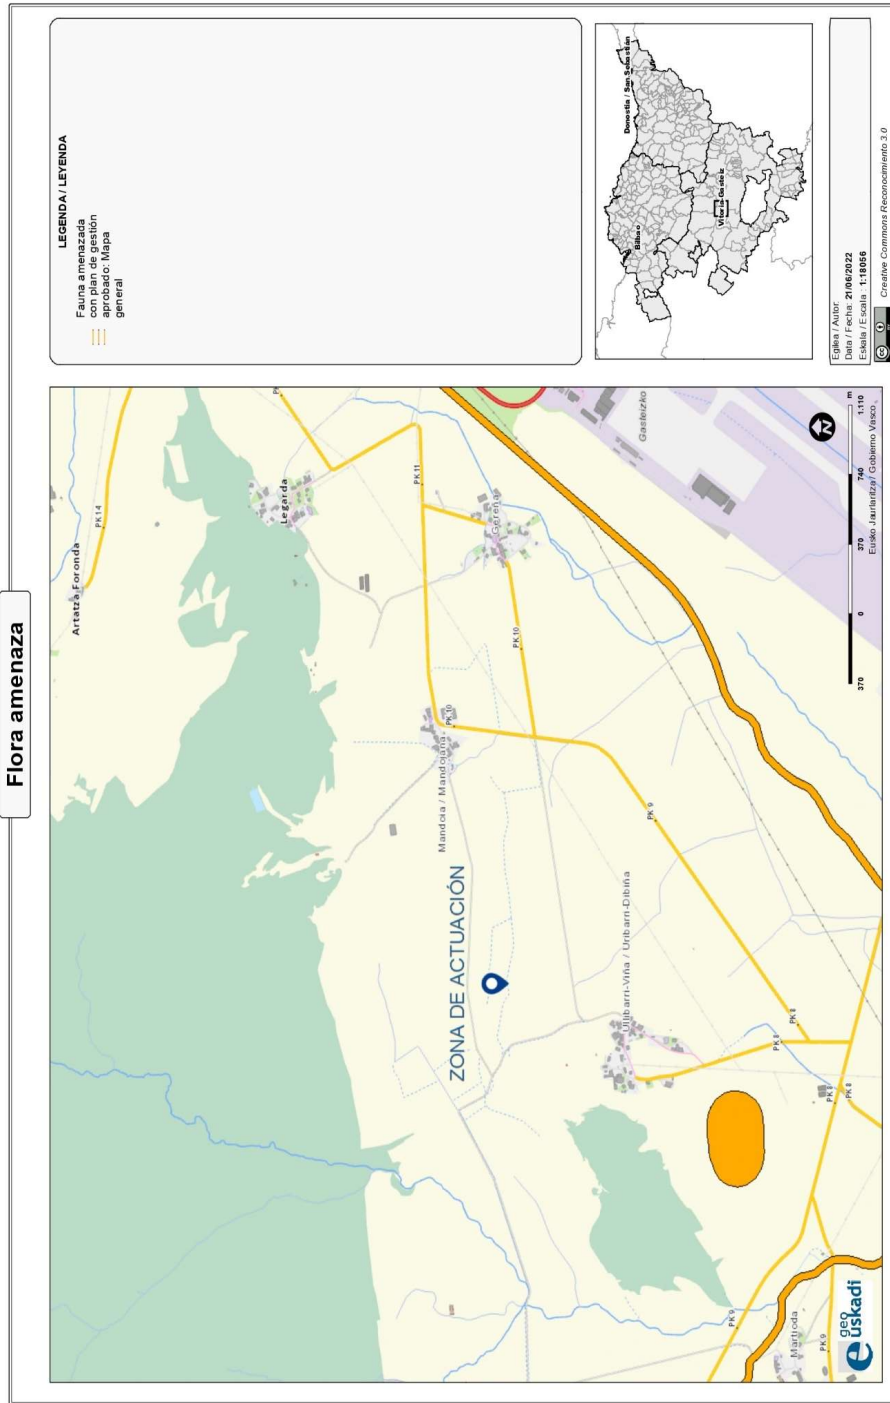 Flora amenaza
LEGENDA / LEYENDA
Fauna amenazada
con plan de gestión
aprobado: Mapa
general
Donostia / San Sebastián
Bilbao
Vitoria-Gasteiz
Egilea / Autor:
Data / Fecha: 21/06/2022
Eskala / Escala : 1:18056
cc
Creative Commons Reconocimiento 3.0
Artatza Foronda
PK 14
Legarda
PK 11
Gereña
PK 10
Mandoia / Mandojana
PK 10
Gasteizko
N
ZONA DE ACTUACIÓN
PK 9
Ullibarri-Viña / Uribarri-Dibiña
PK 8
PK 8
PK 8
PK 8
PK 9
Martioda
PK 9
370
0
370
740
1.110
m
Eusko Jaurlaritza / Gobierno Vasco
geo
euskadi